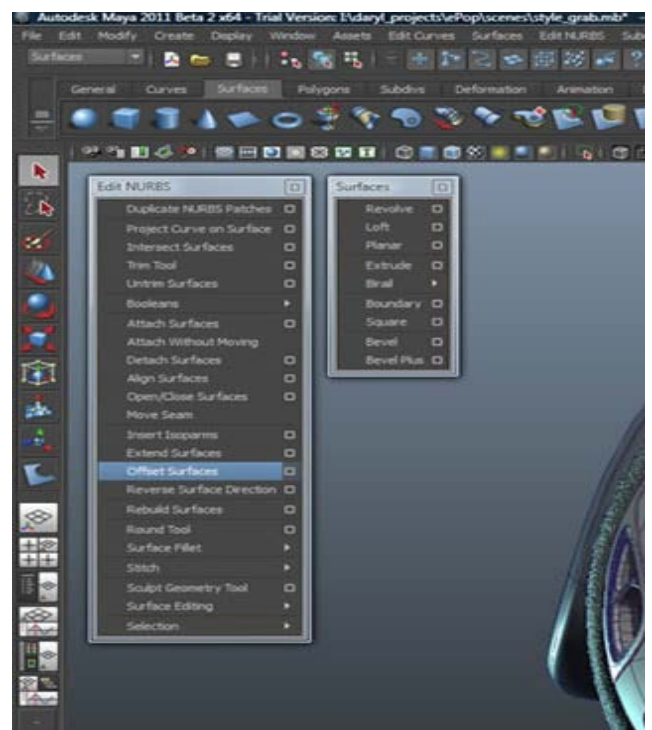 Autodesk Maya 2011 Beta 2 x64 - Trial Version: I:\daryl_projects\ePop\scenes\style_grab.mb*
File Edit Modify Create Display Window Assets Edit Curves Surfaces Edit NURBS
Surfaces
General Curves Surfaces Polygons Subdivs Deformation Animation
Edit NURBS
Duplicate NURBS Patches
Project Curve on Surface
Intersect Surfaces
Trim Tool
Untrim Surfaces
Booleans
Attach Surfaces
Attach Without Moving
Detach Surfaces
Align Surfaces
Open/Close Surfaces
Move Seam
Insert Isoparms
Extend Surfaces
Offset Surfaces
Reverse Surface Direction
Rebuild Surfaces
Round Tool
Surface Fillet
Stitch
Sculpt Geometry Tool
Surface Editing
Selection
Surfaces
Revolve
Loft
Planar
Extrude
Birail
Boundary
Square
Bevel
Bevel Plus